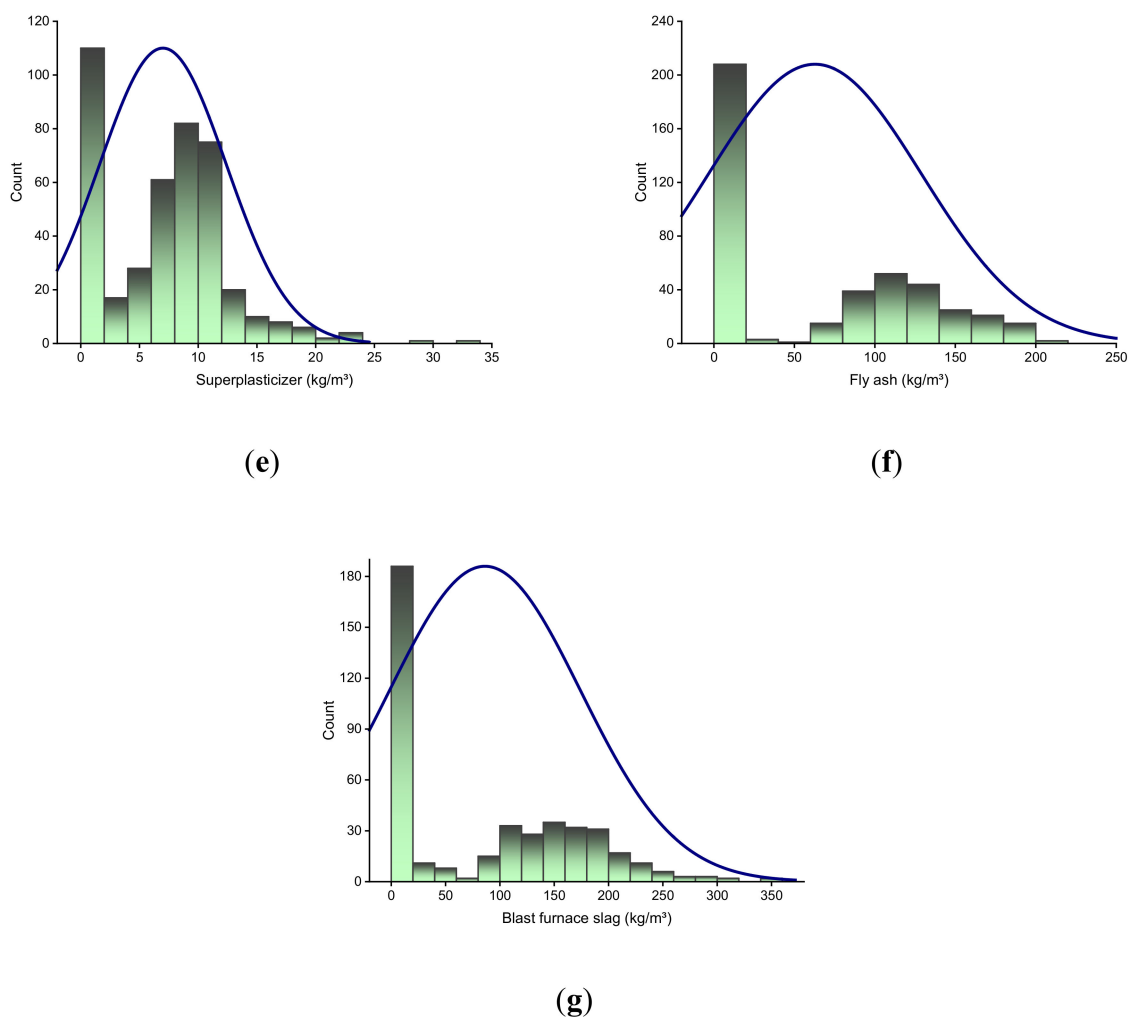 120
100
80
60
40
20
0
Count
0 5 10 15 20 25 30 35
Superplasticizer (kg/m³)
(e)
240
200
160
120
80
40
0
Count
0 50 100 150 200 250
Fly ash (kg/m³)
(f)
180
150
120
90
60
30
0
Count
0 50 100 150 200 250 300 350
Blast furnace slag (kg/m³)
(g)